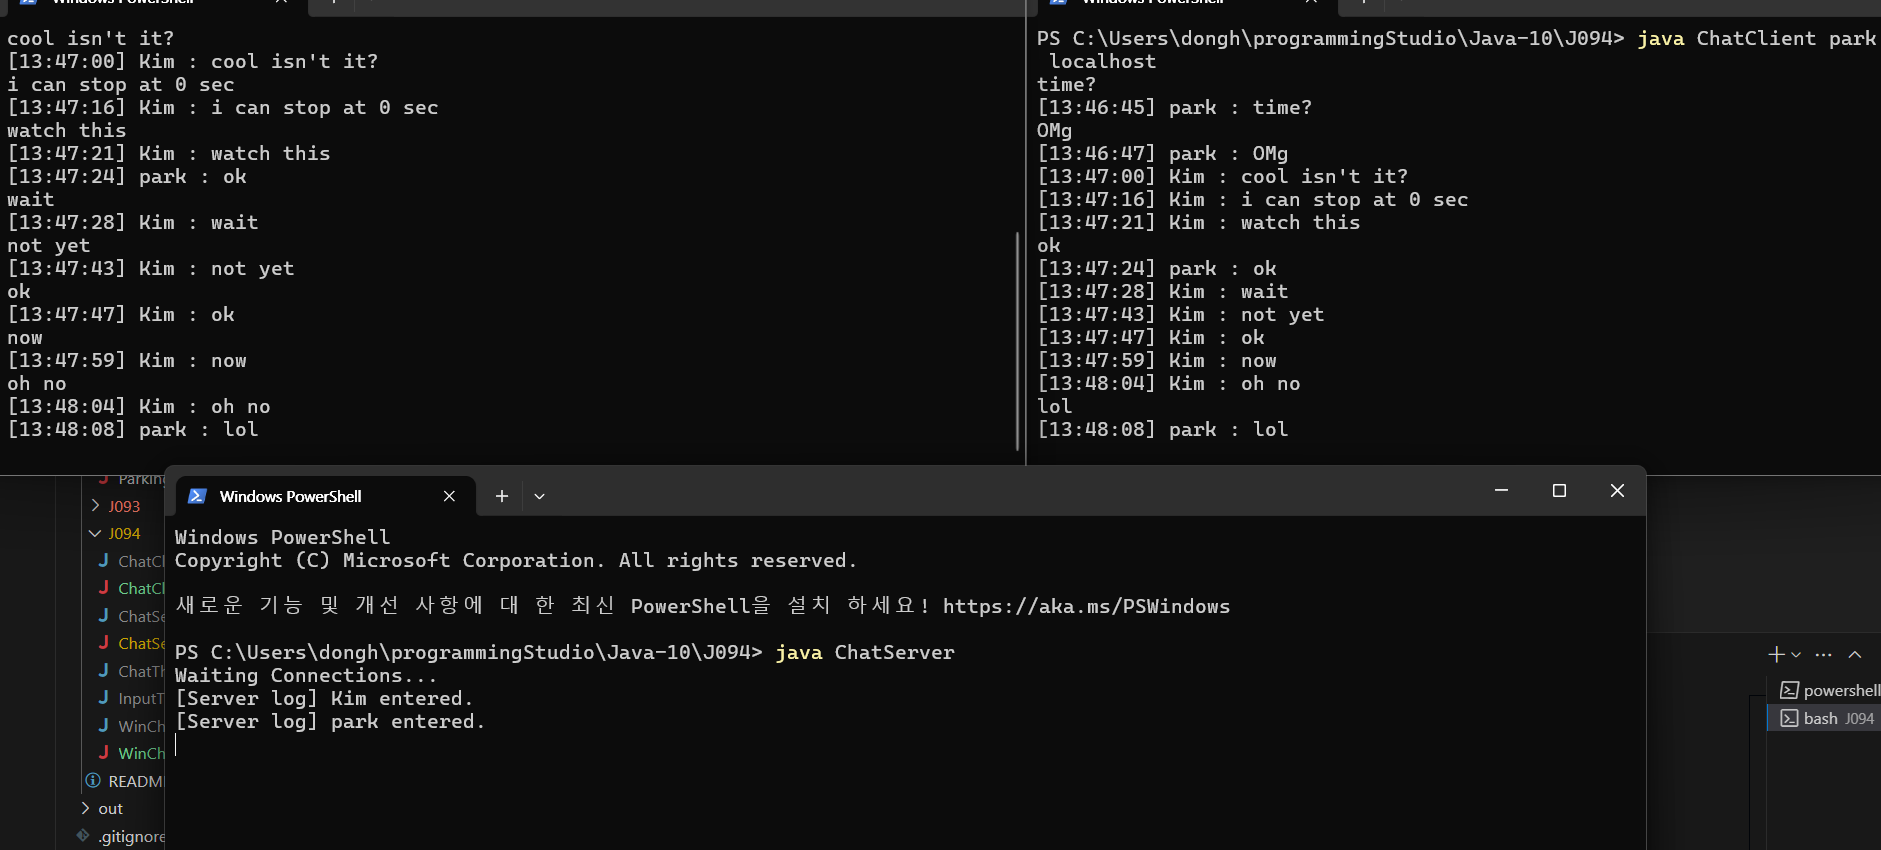 Windows PowerShell
cool isn't it?
[13:47:00] Kim : cool isn't it?
i can stop at 0 sec
[13:47:16] Kim : i can stop at 0 sec
watch this
[13:47:21] Kim : watch this
[13:47:24] park : ok
wait
[13:47:28] Kim : wait
not yet
[13:47:43] Kim : not yet
ok
[13:47:47] Kim : ok
now
[13:47:59] Kim : now
oh no
[13:48:04] Kim : oh no
[13:48:08] park : lol
Windows PowerShell
PS C:\Users\dongh\programmingStudio\Java-10\J094> java ChatClient park
localhost
time?
[13:46:45] park : time?
OMg
[13:46:47] park : OMg
[13:47:00] Kim : cool isn't it?
[13:47:16] Kim : i can stop at 0 sec
[13:47:21] Kim : watch this
ok
[13:47:24] park : ok
[13:47:28] Kim : wait
[13:47:43] Kim : not yet
[13:47:47] Kim : ok
[13:47:59] Kim : now
[13:48:04] Kim : oh no
lol
[13:48:08] park : lol
J093
J094
out
.gitignore
Windows PowerShell
Windows PowerShell
Copyright (C) Microsoft Corporation. All rights reserved.
새로운 기능 및 개선 사항에 대 한 최신 PowerShell을 설치 하세요! https://aka.ms/PSWindows
PS C:\Users\dongh\programmingStudio\Java-10\J094> java ChatServer
Waiting Connections...
[Server log] Kim entered.
[Server log] park entered.
powershell
bash J094